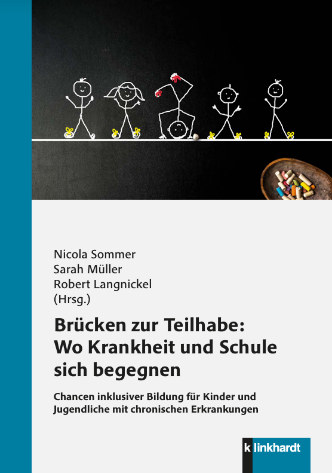 Nicola Sommer
Sarah Müller
Robert Langnickel
(Hrsg.)
Brücken zur Teilhabe:
Wo Krankheit und Schule
sich begegnen
Chancen inklusiver Bildung für Kinder und
Jugendliche mit chronischen Erkrankungen
k linkhardt